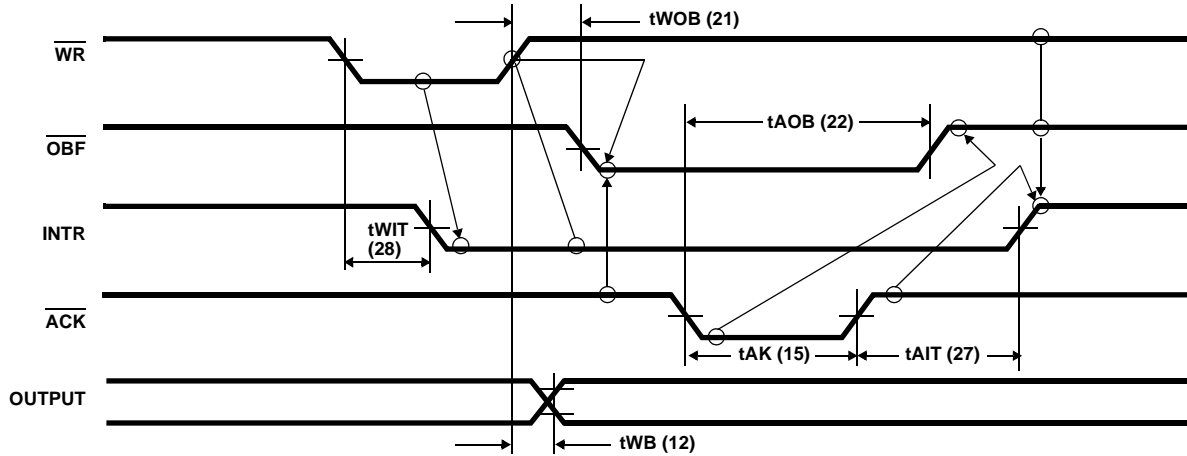 tWOB (21)
WR
tAOB (22)
OBF
tWIT
(28)
INTR
ACK
tAK (15)
tAIT (27)
OUTPUT
tWB (12)